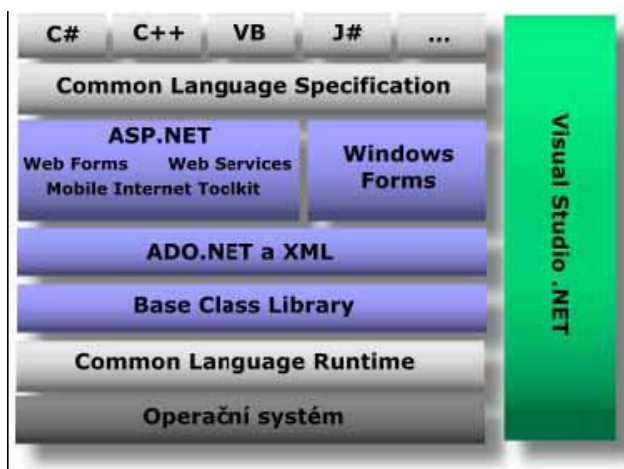 C# C++ VB J# ...
Common Language Specification
ASP.NET
Web Forms Web Services
Mobile Internet Toolkit
Windows
Forms
ADO.NET a XML
Base Class Library
Common Language Runtime
Operační systém
Visual Studio .NET